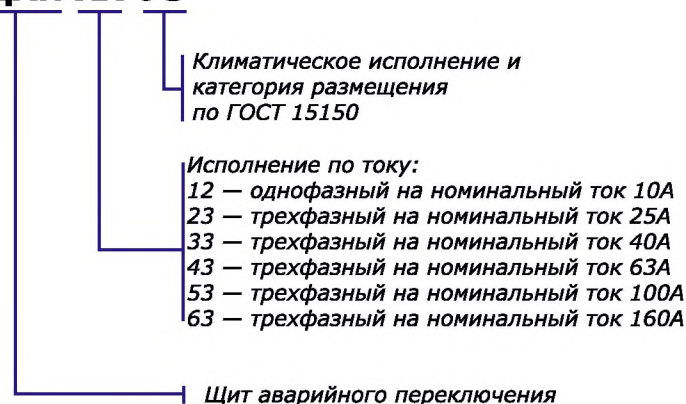 Климатическое исполнение и
категория размещения
по ГОСТ 15150
Исполнение по току:
12 — однофазный на номинальный ток 10А
23 — трехфазный на номинальный ток 25А
33 — трехфазный на номинальный ток 40А
43 — трехфазный на номинальный ток 63А
53 — трехфазный на номинальный ток 100А
63 — трехфазный на номинальный ток 160А
Щит аварийного переключения